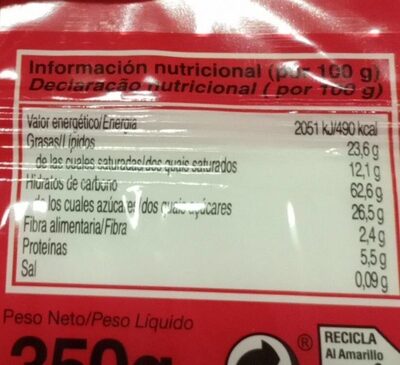 Información nutricional (por 100 g)
Declaração nutricional (por 100 g)
Valor energético/Energia 2051 kJ/490 kcal
Grasas/Lípidos 23,6 g
de las cuales saturadas/dos quais saturados 12,1 g
Hidratos de carbono 62,6 g
de los cuales azúcares/dos quais açúcares 26,5 g
Fibra alimentaria/Fibra 2,4 g
Proteínas 5,5 g
Sal 0,09 g
Peso Neto/Peso Líquido
350g
®
RECICLA
Al Amarillo